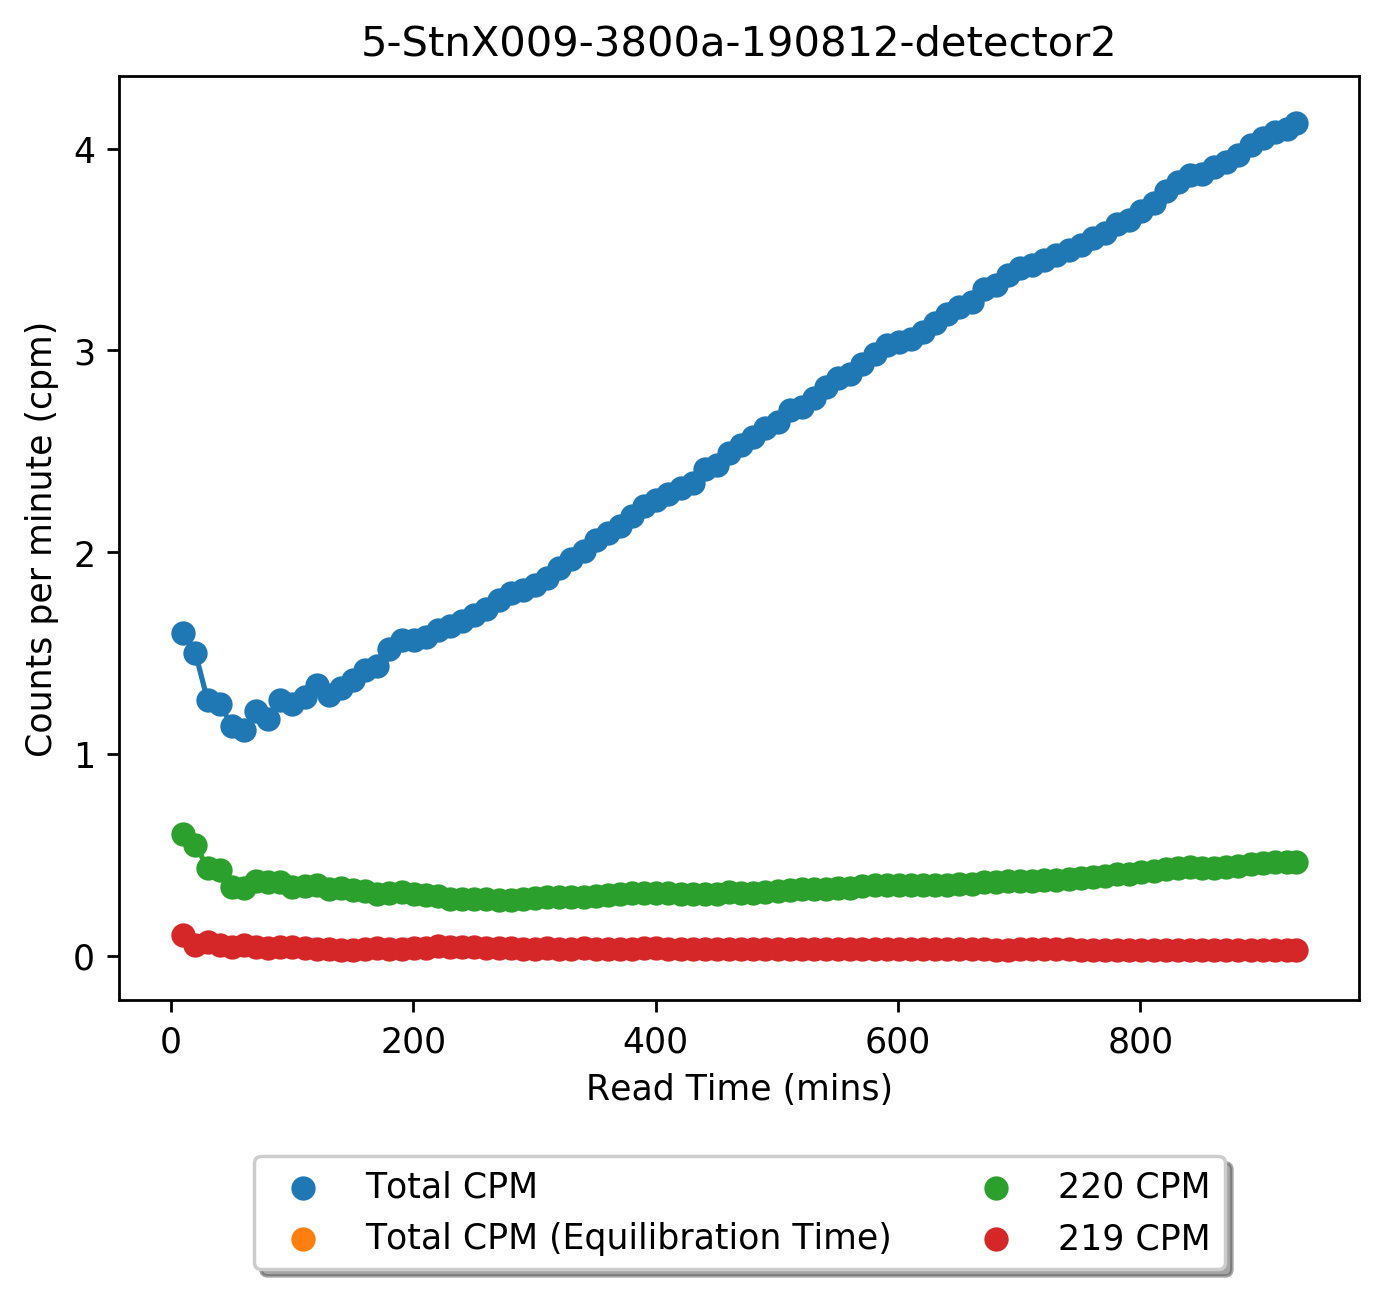 5-StnX009-3800a-190812-detector2
4
3
2
1
0
Counts per minute (cpm)
0 200 400 600 800
Read Time (mins)
Total CPM
Total CPM (Equilibration Time)
220 CPM
219 CPM